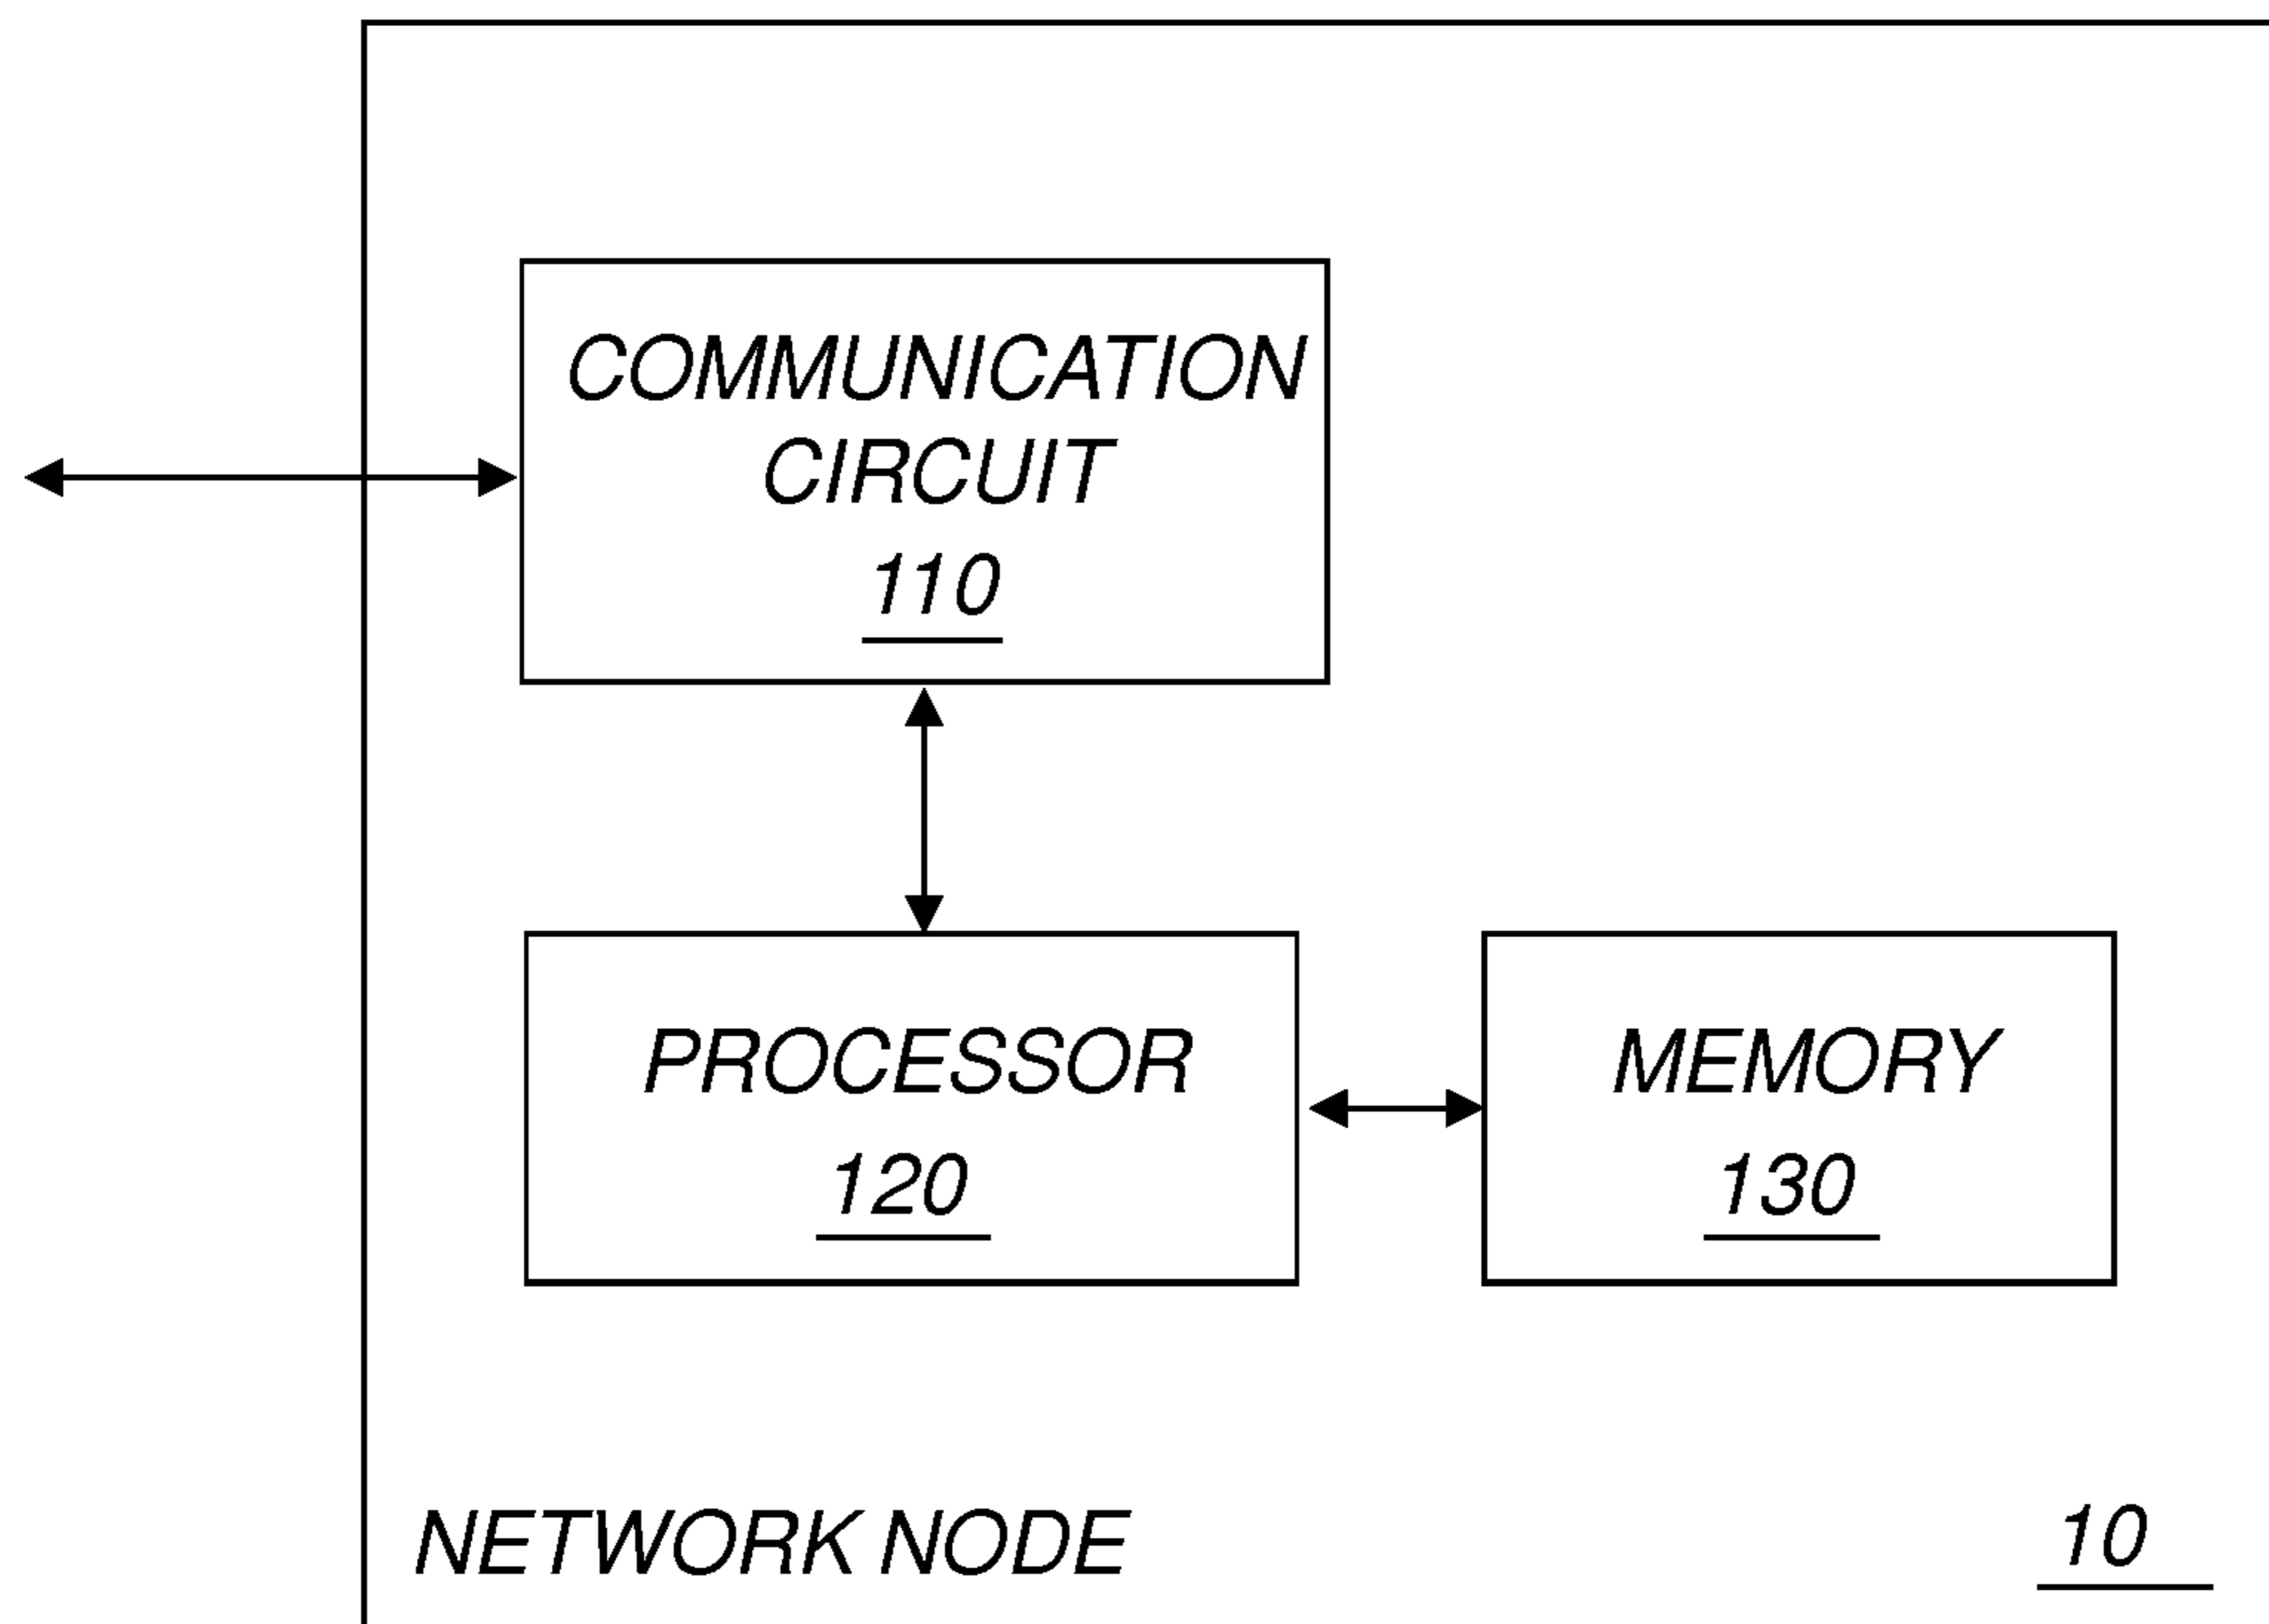 COMMUNICATION
CIRCUIT
110
PROCESSOR
120
MEMORY
130
NETWORK NODE
10